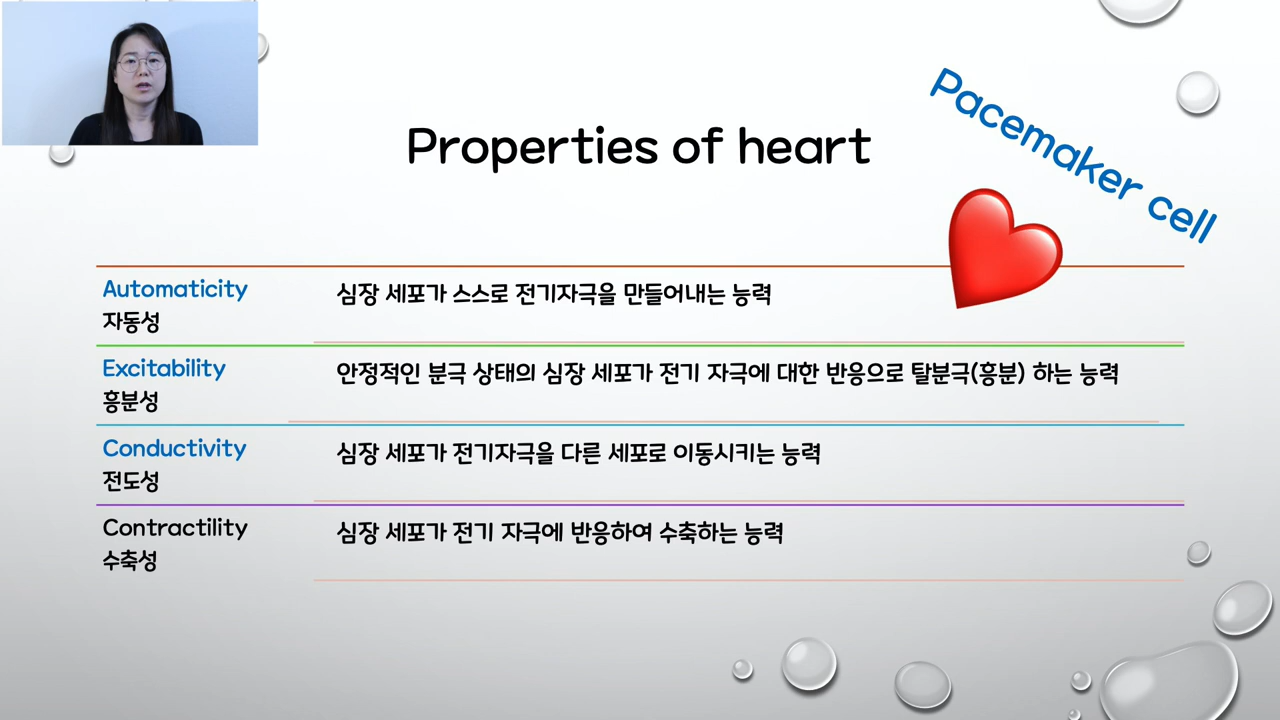 Properties of heart
Pacemaker cell
Automaticity
자동성
심장 세포가 스스로 전기자극을 만들어내는 능력
Excitability
흥분성
안정적인 분극 상태의 심장 세포가 전기 자극에 대한 반응으로 탈분극(흥분) 하는 능력
Conductivity
전도성
심장 세포가 전기자극을 다른 세포로 이동시키는 능력
Contractility
수축성
심장 세포가 전기 자극에 반응하여 수축하는 능력